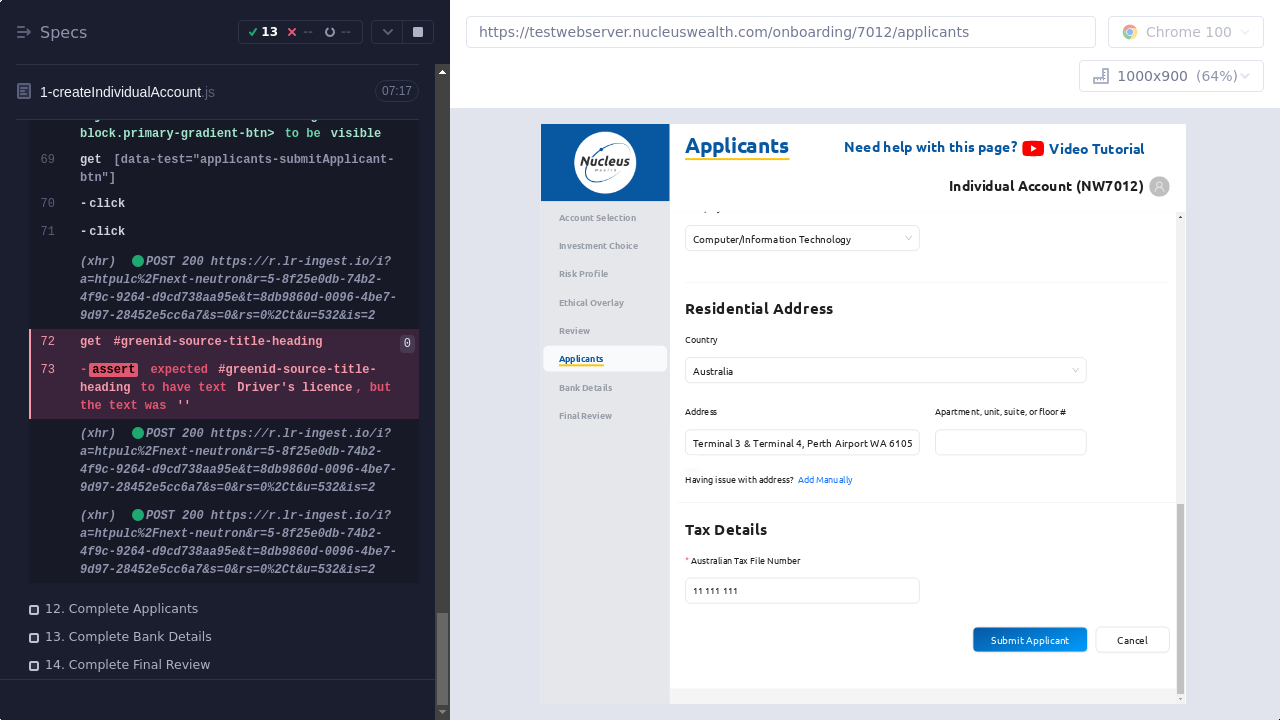 Specs
13
--
--
https://testwebserver.nucleuswealth.com/onboarding/7012/applicants
Chrome 100
1000x900 (64%)
1-createIndividualAccount.js
07:17
block.primary-gradient-btn> to be visible
69 get [data-test="applicants-submitApplicant-
btn"]
70 -click
71 -click
(xhr) POST 200 https://r.lr-ingest.io/i?
a=htpulc%2Fnext-neutron&r=5-8f25e0db-74b2-
4f9c-9264-d9cd738aa95e&t=8db9860d-0096-4be7-
9d97-28452e5cc6a7&s=0&rs=0%2Ct&u=532&is=2
72 get #greenid-source-title-heading 0
73 -assert expected #greenid-source-title-
heading to have text Driver's licence, but
the text was ''
(xhr) POST 200 https://r.lr-ingest.io/i?
a=htpulc%2Fnext-neutron&r=5-8f25e0db-74b2-
4f9c-9264-d9cd738aa95e&t=8db9860d-0096-4be7-
9d97-28452e5cc6a7&s=0&rs=0%2Ct&u=532&is=2
(xhr) POST 200 https://r.lr-ingest.io/i?
a=htpulc%2Fnext-neutron&r=5-8f25e0db-74b2-
4f9c-9264-d9cd738aa95e&t=8db9860d-0096-4be7-
9d97-28452e5cc6a7&s=0&rs=0%2Ct&u=532&is=2
12. Complete Applicants
13. Complete Bank Details
14. Complete Final Review
Nucleus
Wealth
Account Selection
Investment Choice
Risk Profile
Ethical Overlay
Review
Applicants
Bank Details
Final Review
Applicants
Need help with this page? Video Tutorial
Individual Account (NW7012)
Computer/Information Technology
Residential Address
Country
Australia
Address
Apartment, unit, suite, or floor #
Terminal 3 & Terminal 4, Perth Airport WA 6105
Having issue with address? Add Manually
Tax Details
* Australian Tax File Number
11 111 111
Submit Applicant
Cancel